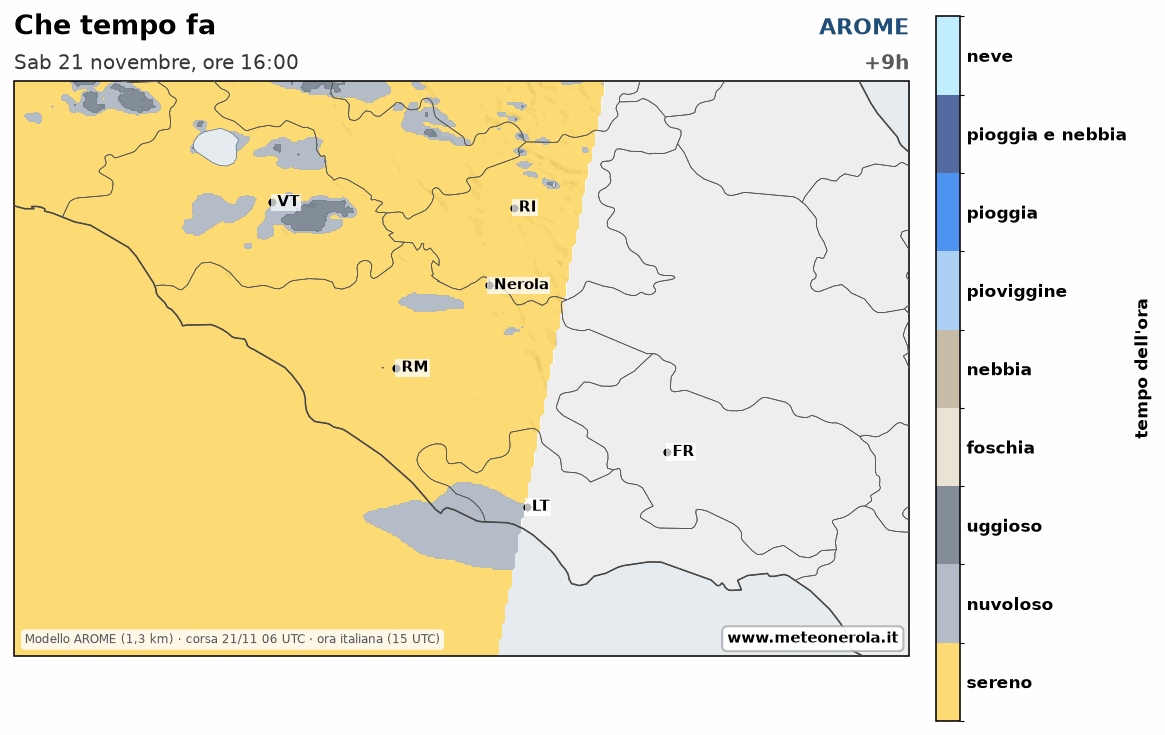 Che tempo fa
AROME
Sab 21 novembre, ore 16:00
+9h
VT
RI
Nerola
RM
FR
LT
Modello AROME (1,3 km) · corsa 21/11 06 UTC · ora italiana (15 UTC)
www.meteonerola.it
neve
pioggia e nebbia
pioggia
pioviggine
nebbia
foschia
uggioso
nuvoloso
sereno
tempo dell'ora